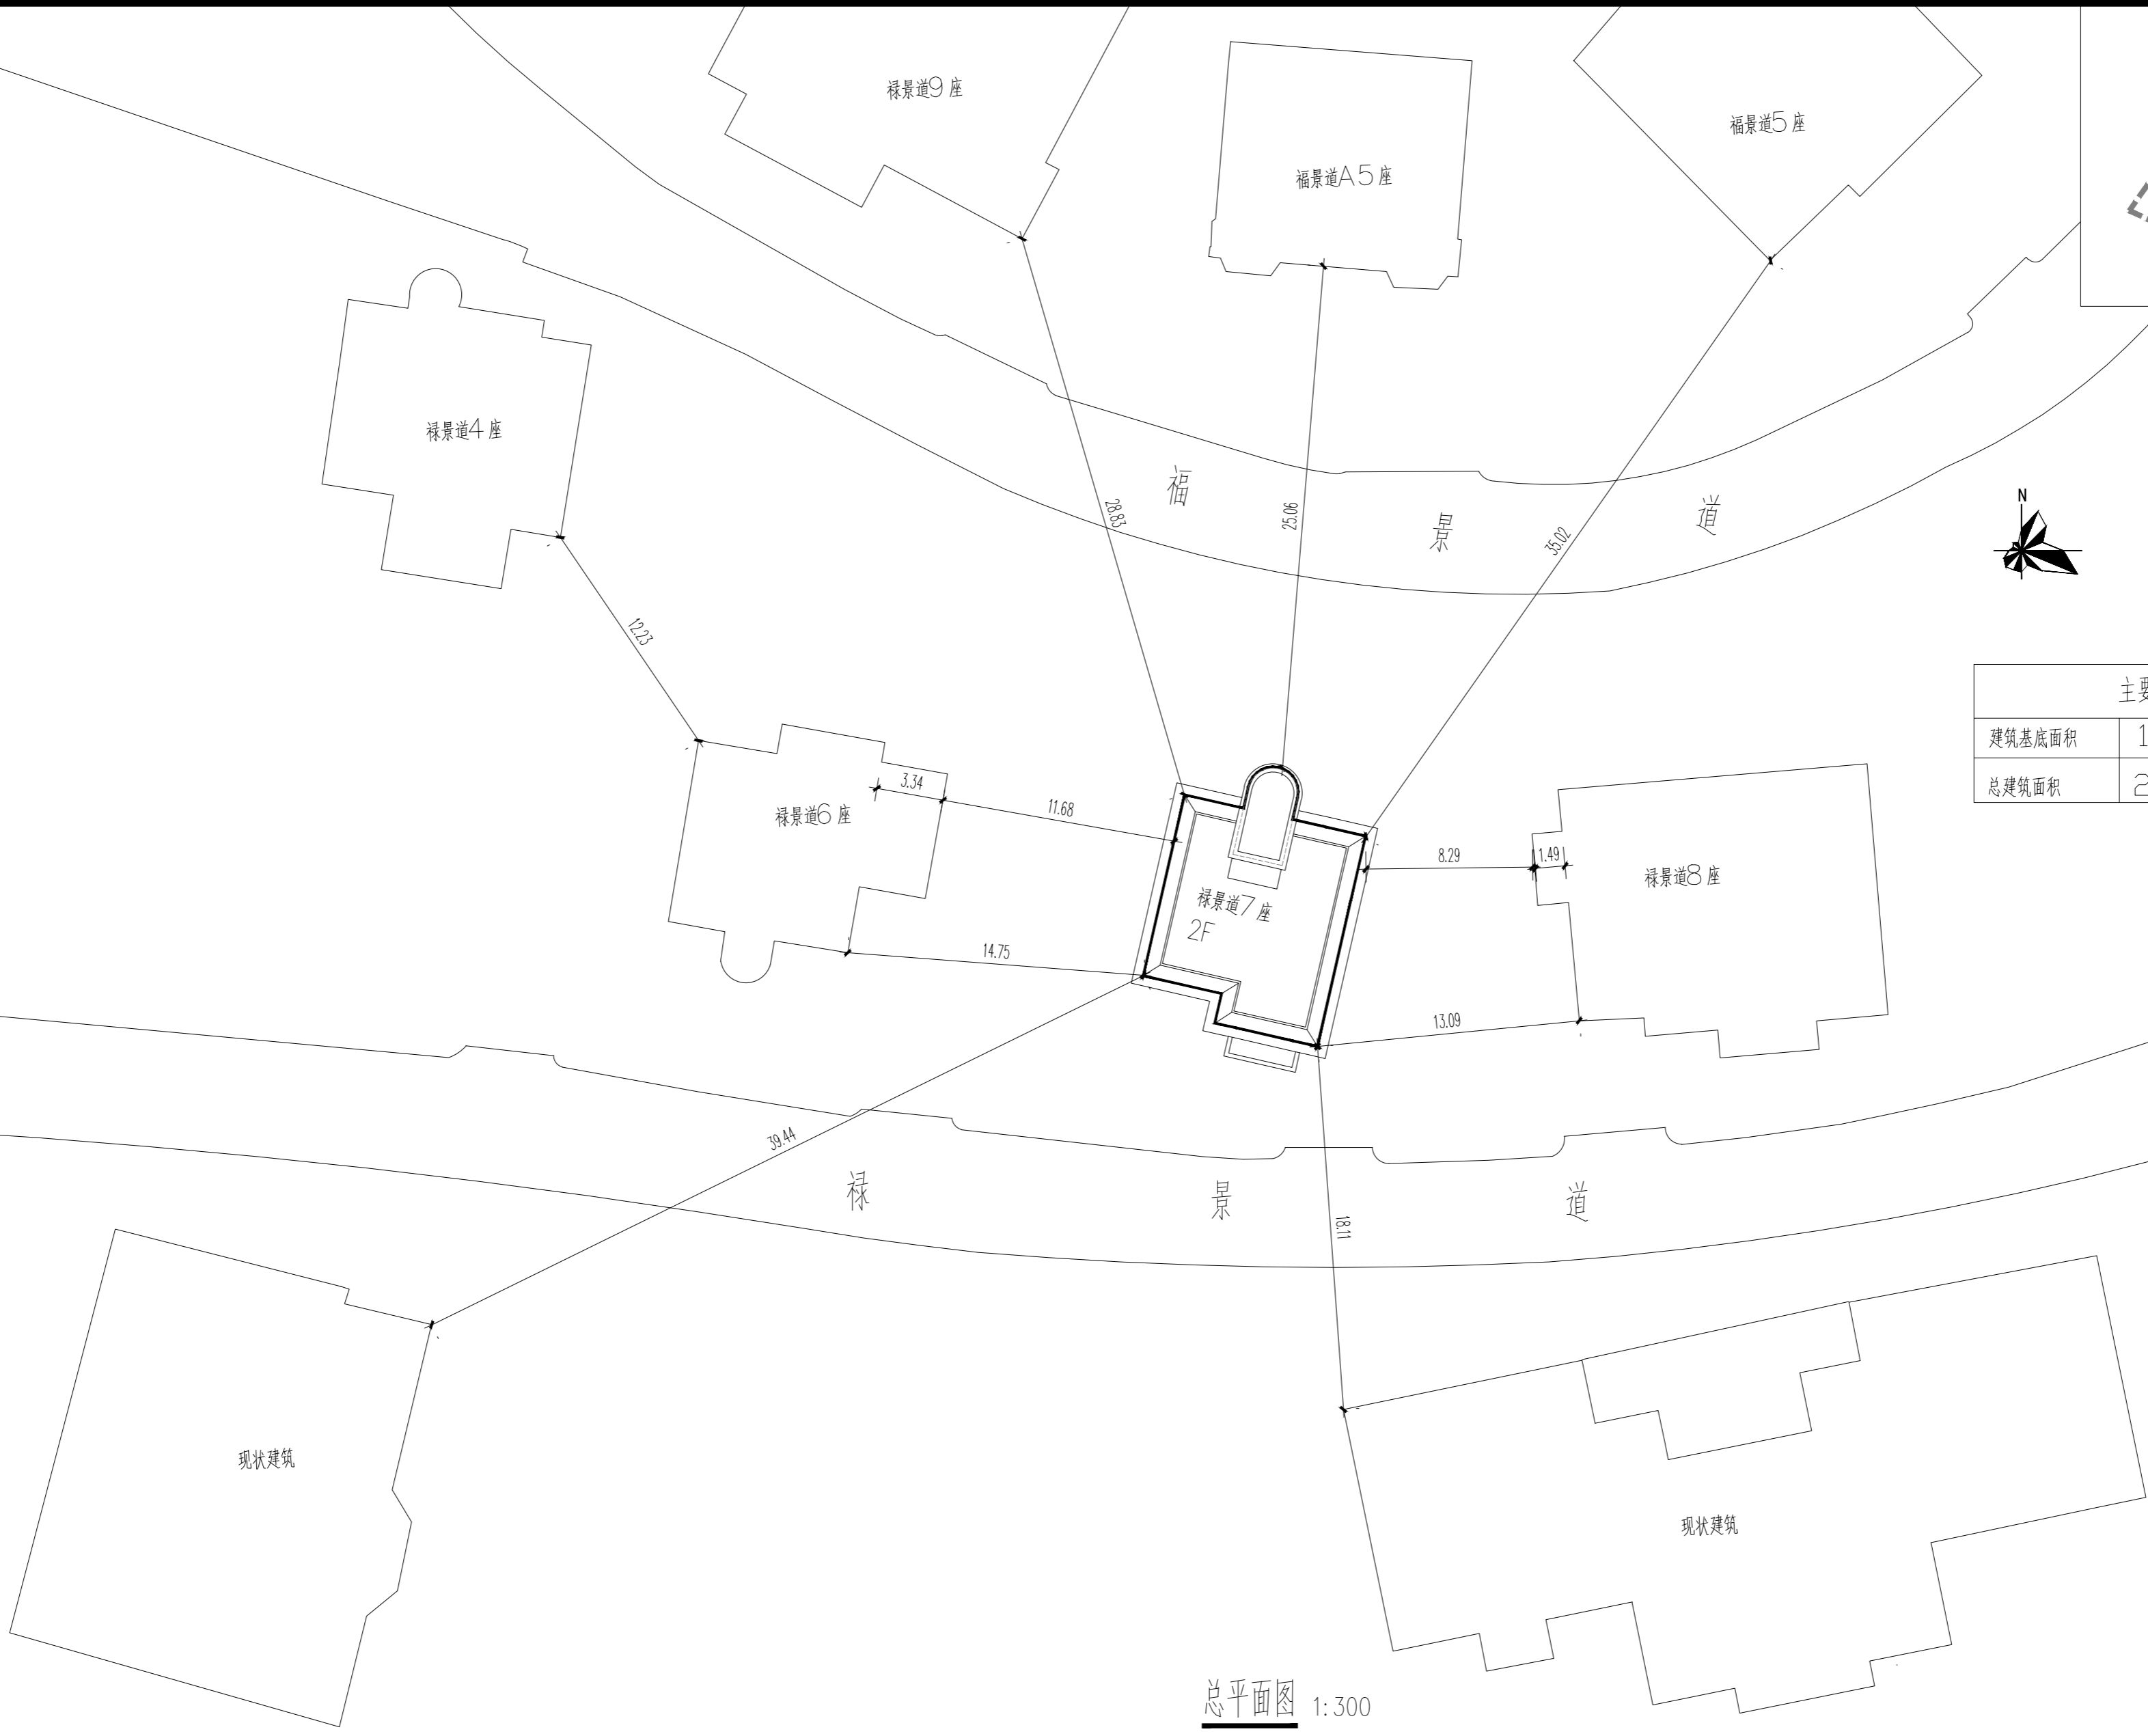 禄景道9座
福景道A5座
福景道5座
禄景道4座
福景道
28.83
25.06
35.02
N
12.23
主要
建筑基底面积 1
总建筑面积 2
3.34
11.68
禄景道6座
8.29
1.49
禄景道8座
禄景道7座
2F
14.75
13.09
39.44
禄景道
18.11
现状建筑
现状建筑
总平面图 1:300